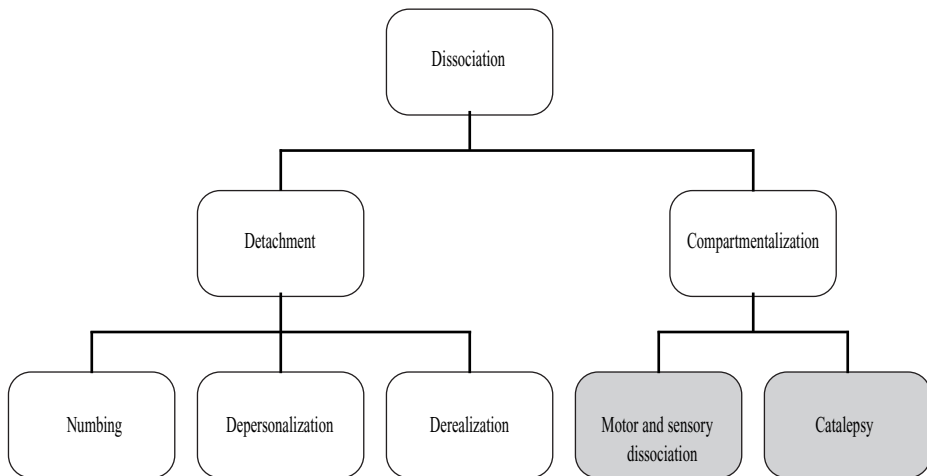 Dissociation
Detachment
Compartmentalization
Numbing
Depersonalization
Derealization
Motor and sensory
dissociation
Catalepsy